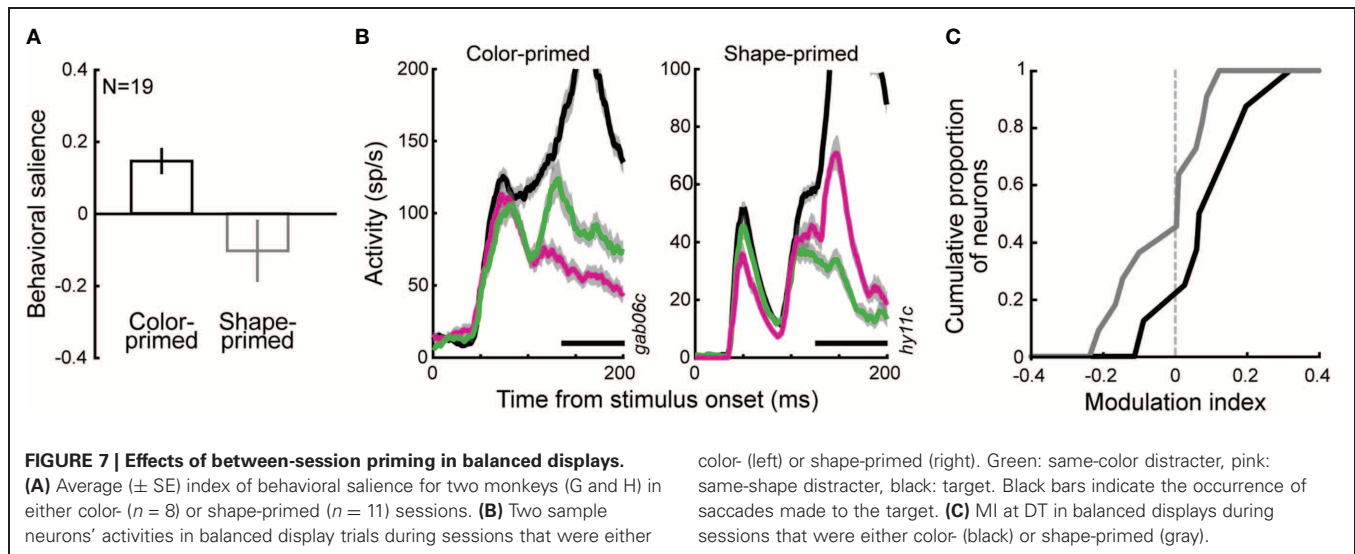 A
B
C
Color-primed
Shape-primed
N=19
0.4
0.2
0
-0.2
-0.4
Behavioral salience
Color-
primed
Shape-
primed
200
150
100
50
0
Activity (sp/s)
0
200
gab06c
100
80
60
40
20
0
0
200
hy11c
Time from stimulus onset (ms)
1
0.8
0.6
0.4
0.2
0
Cumulative proportion
of neurons
-0.4
-0.2
0
0.2
0.4
Modulation index
FIGURE 7 | Effects of between-session priming in balanced displays.
(A) Average (± SE) index of behavioral salience for two monkeys (G and H) in
either color- (n = 8) or shape-primed (n = 11) sessions. (B) Two sample
neurons' activities in balanced display trials during sessions that were either
color- (left) or shape-primed (right). Green: same-color distracter, pink:
same-shape distracter, black: target. Black bars indicate the occurrence of
saccades made to the target. (C) MI at DT in balanced displays during
sessions that were either color- (black) or shape-primed (gray).